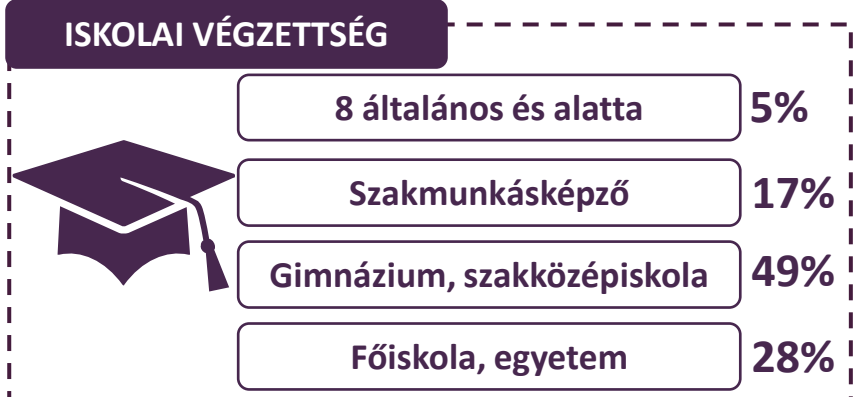 ISKOLAI VÉGZETTSÉG
8 általános és alatta 5%
Szakmunkásképző 17%
Gimnázium, szakközépiskola 49%
Főiskola, egyetem 28%